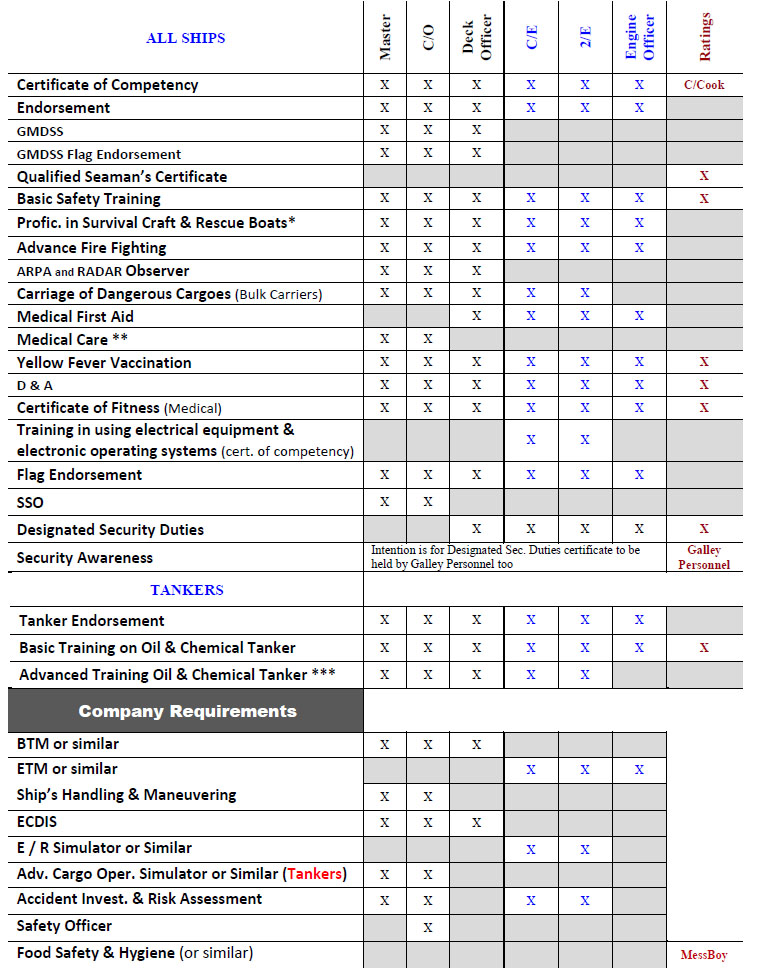 ALL SHIPS Master C/O Deck Officer C/E 2/E Engine Officer Ratings
Certificate of Competency X X X X X X C/Cook
Endorsement X X X X X X
GMDSS X X X
GMDSS Flag Endorsement X X X
Qualified Seaman's Certificate X
Basic Safety Training X X X X X X X
Profic. in Survival Craft & Rescue Boats* X X X X X X
Advance Fire Fighting X X X X X X
ARPA and RADAR Observer X X X
Carriage of Dangerous Cargoes (Bulk Carriers) X X X X X
Medical First Aid X X X X
Medical Care ** X X
Yellow Fever Vaccination X X X X X X X
D & A X X X X X X X
Certificate of Fitness (Medical) X X X X X X X
Training in using electrical equipment &
electronic operating systems (cert. of competency) X X
Flag Endorsement X X X X X X
SSO X X
Designated Security Duties X X X X X
Security Awareness Intention is for Designated Sec. Duties certificate to be
held by Galley Personnel too
Galley
Personnel
TANKERS
Tanker Endorsement X X X X X X
Basic Training on Oil & Chemical Tanker X X X X X X X
Advanced Training Oil & Chemical Tanker *** X X X X X
Company Requirements
BTM or similar X X X
ETM or similar X X X
Ship's Handling & Maneuvering X X
ECDIS X X X
E / R Simulator or Similar X X
Adv. Cargo Oper. Simulator or Similar (Tankers) X X
Accident Invest. & Risk Assessment X X X X
Safety Officer X
Food Safety & Hygiene (or similar) MessBoy